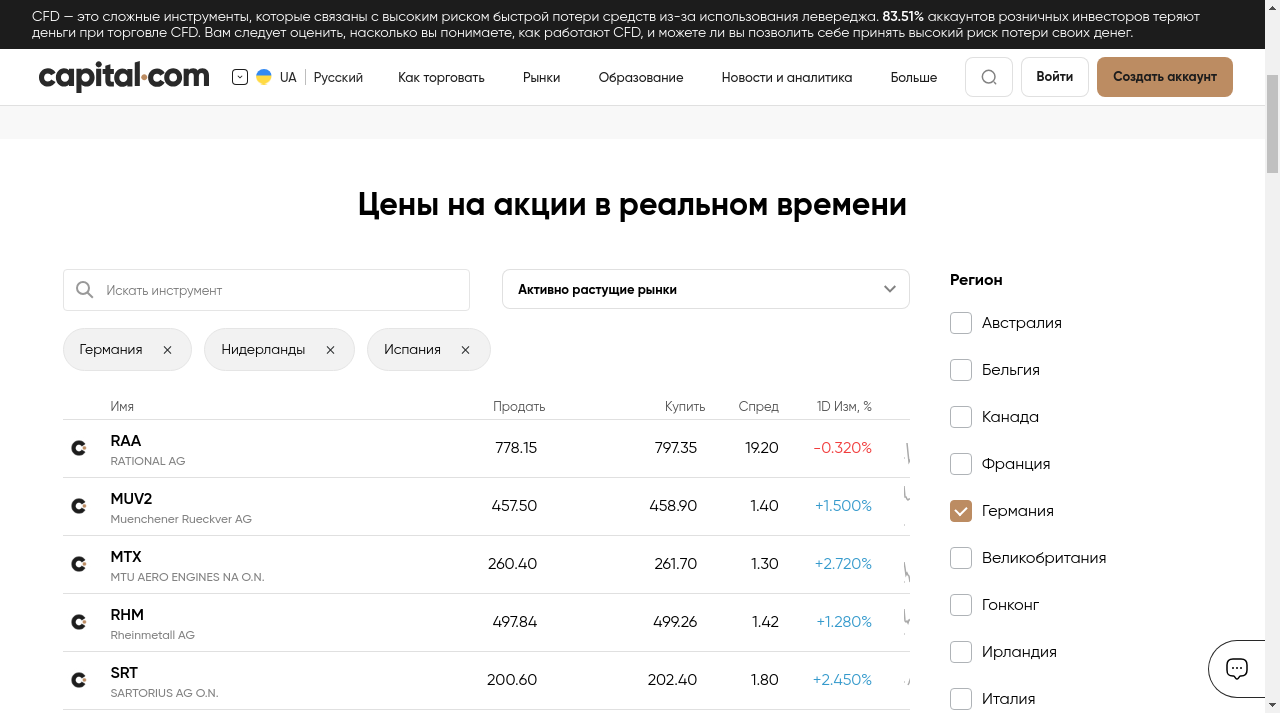 CFD — это сложные инструменты, которые связаны с высоким риском быстрой потери средств из-за использования левереджа. 83.51% аккаунтов розничных инвесторов теряют
деньги при торговле CFD. Вам следует оценить, насколько вы понимаете, как работают CFD, и можете ли вы позволить себе принять высокий риск потери своих денег.
capital.com UA Русский Как торговать Рынки Образование Новости и аналитика Больше Войти Создать аккаунт
Цены на акции в реальном времени
Искать инструмент
Активно растущие рынки
Германия Нидерланды Испания
Имя Продать Купить Спред 1D Изм, %
RAA 778.15 797.35 19.20 -0.320%
RATIONAL AG
MUV2 457.50 458.90 1.40 +1.500%
Muenchener Rueckver AG
MTX 260.40 261.70 1.30 +2.720%
MTU AERO ENGINES NA O.N.
RHM 497.84 499.26 1.42 +1.280%
Rheinmetall AG
SRT 200.60 202.40 1.80 +2.450%
SARTORIUS AG O.N.
Регион
Австралия
Бельгия
Канада
Франция
Германия
Великобритания
Гонконг
Ирландия
Италия